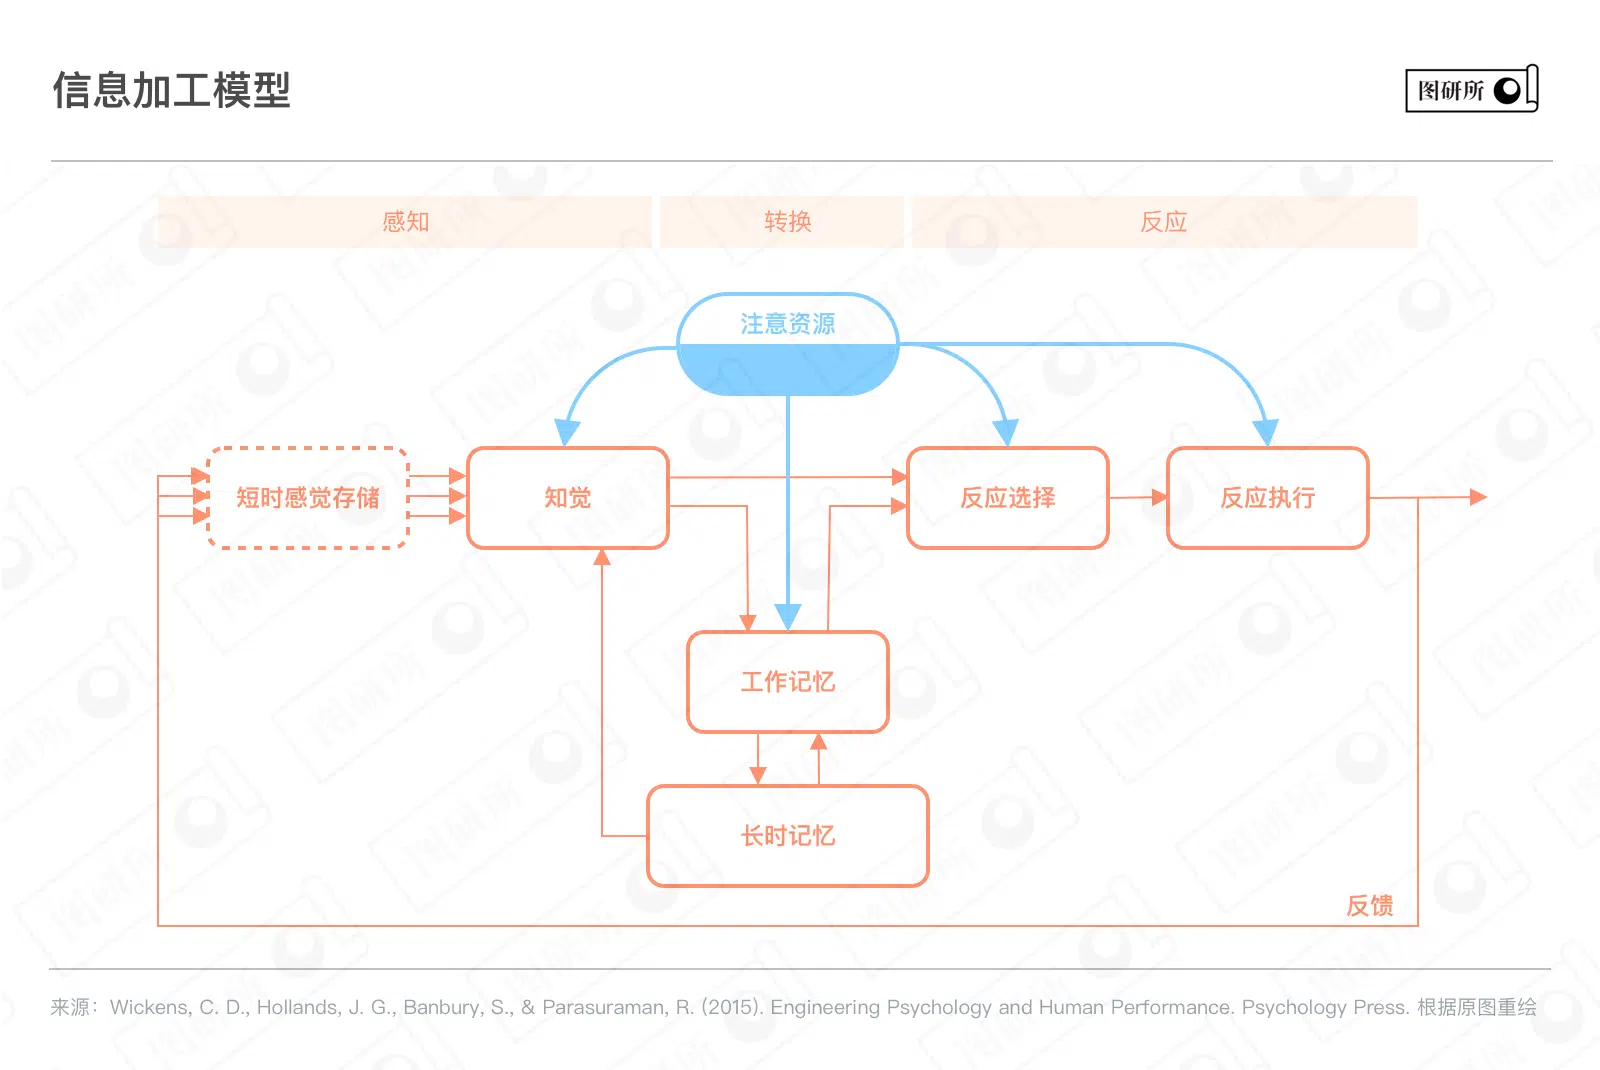 信息加工模型
图研所
感知
转换
反应
注意资源
短时感觉存储
知觉
反应选择
反应执行
工作记忆
长时记忆
反馈
来源：Wickens, C. D., Hollands, J. G., Banbury, S., & Parasuraman, R. (2015). Engineering Psychology and Human Performance. Psychology Press. 根据原图重绘